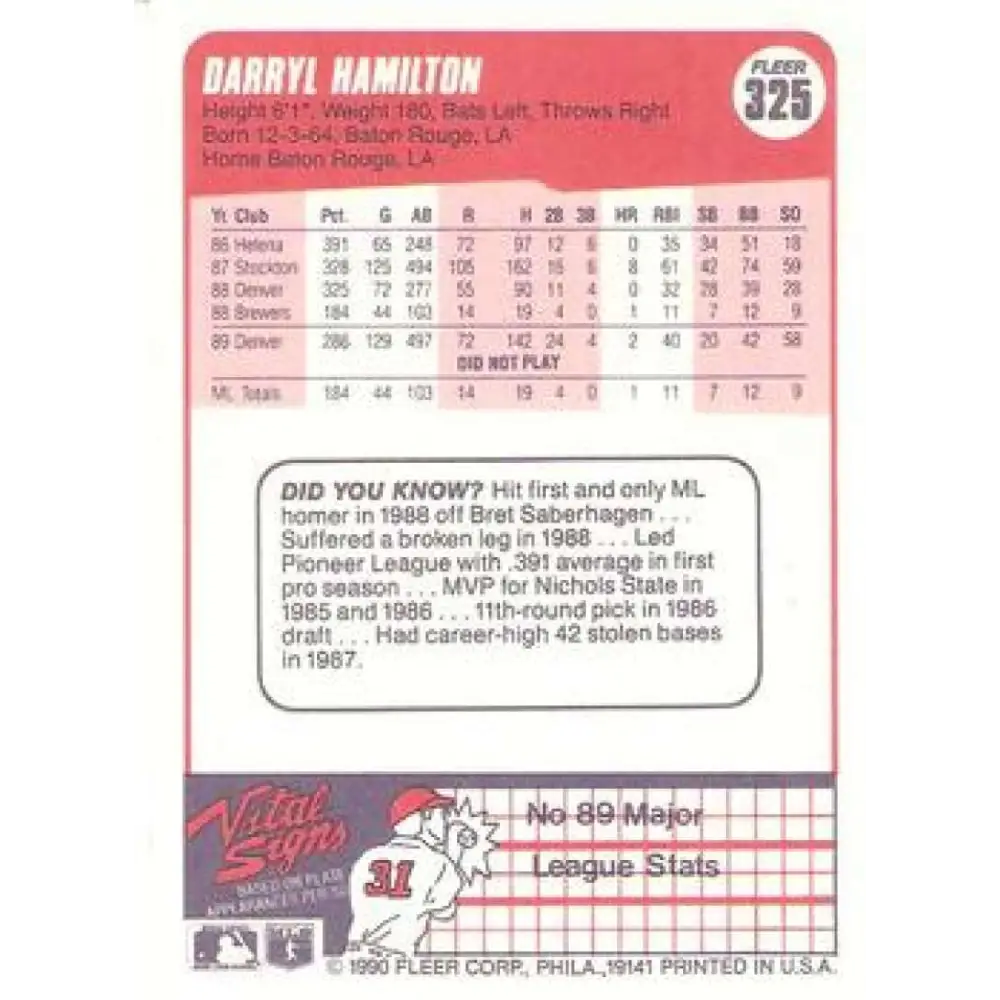 DARRYL HAMILTON
FLEER
325
Height 6'1", Weight 180, Bats Left, Throws Right
Born 12-3-64, Baton Rouge, LA
Home Baton Rouge, LA
Yr. Club Pct. G AB R H 2B 3B HR RBI SB BB SO
86 Helena 391 65 248 72 97 12 6 0 35 34 51 18
87 Stockton 328 125 494 105 162 15 6 8 61 42 74 59
88 Denver 325 72 277 55 90 11 4 0 32 28 39 28
88 Brewers 184 44 103 14 19 4 0 1 11 7 12 9
89 Denver 286 129 497 72 142 24 4 2 40 20 42 58
DID NOT PLAY
ML Totals 184 44 103 14 19 4 0 1 11 7 12 9
DID YOU KNOW? Hit first and only ML
homer in 1988 off Bret Saberhagen . . .
Suffered a broken leg in 1988 . . . Led
Pioneer League with .391 average in first
pro season . . . MVP for Nichols State in
1985 and 1986 . . . 11th-round pick in 1986
draft . . . Had career-high 42 stolen bases
in 1987.
Vital
Signs
BASED ON PLATE
APPEARANCES
31
No 89 Major
League Stats
© 1990 FLEER CORP., PHILA.,19141 PRINTED IN U.S.A.